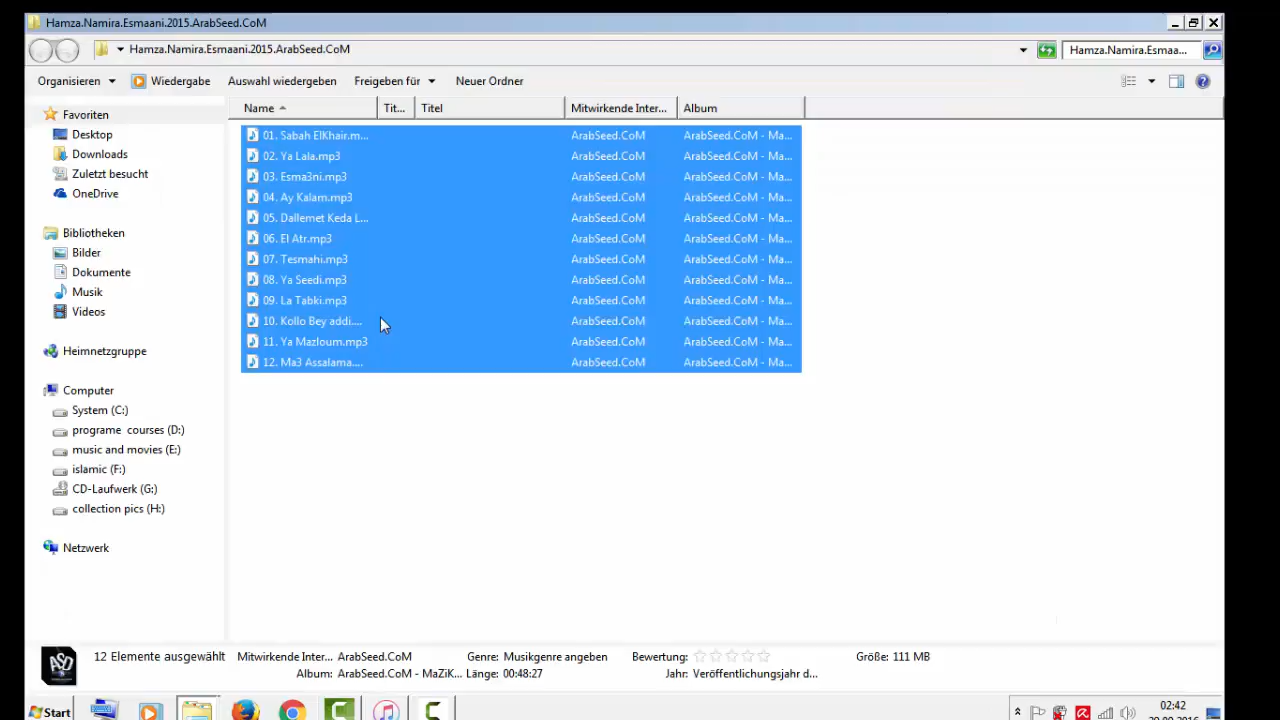 Hamza.Namira.Esmaani.2015.ArabSeed.CoM
Hamza.Namira.Esmaani.2015.ArabSeed.CoM Hamza.Namira.Esmaa...
Organisieren Wiedergabe Auswahl wiedergeben Freigeben für Neuer Ordner
Name Tit... Titel Mitwirkende Inter... Album
Favoriten
Desktop
Downloads
Zuletzt besucht
OneDrive
Bibliotheken
Bilder
Dokumente
Musik
Videos
Heimnetzgruppe
Computer
System (C:)
programe courses (D:)
music and movies (E:)
islamic (F:)
CD-Laufwerk (G:)
collection pics (H:)
Netzwerk
01. Sabah ElKhair.m... ArabSeed.CoM ArabSeed.CoM - Ma...
02. Ya Lala.mp3 ArabSeed.CoM ArabSeed.CoM - Ma...
03. Esma3ni.mp3 ArabSeed.CoM ArabSeed.CoM - Ma...
04. Ay Kalam.mp3 ArabSeed.CoM ArabSeed.CoM - Ma...
05. Dallemet Keda L... ArabSeed.CoM ArabSeed.CoM - Ma...
06. El Atr.mp3 ArabSeed.CoM ArabSeed.CoM - Ma...
07. Tesmahi.mp3 ArabSeed.CoM ArabSeed.CoM - Ma...
08. Ya Seedi.mp3 ArabSeed.CoM ArabSeed.CoM - Ma...
09. La Tabki.mp3 ArabSeed.CoM ArabSeed.CoM - Ma...
10. Kollo Bey addi.... ArabSeed.CoM ArabSeed.CoM - Ma...
11. Ya Mazloum.mp3 ArabSeed.CoM ArabSeed.CoM - Ma...
12. Ma3 Assalama.... ArabSeed.CoM ArabSeed.CoM - Ma...
ASD
12 Elemente ausgewählt Mitwirkende Inter... ArabSeed.CoM Genre: Musikgenre angeben Bewertung: Größe: 111 MB
Album: ArabSeed.CoM - MaZiK... Länge: 00:48:27 Jahr: Veröffentlichungsjahr d...
Start 02:42